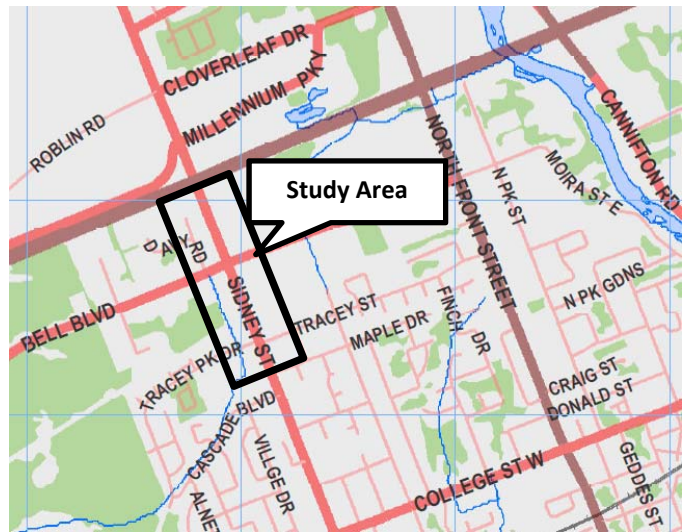 CLOVERLEAF DR
MILLENNIUM PKY
ROBLIN RD
CANNIFTON RD
Study Area
NORTH FRONT STREET
N PK ST
MOIRA ST E
DAVY RD
SIDNEY ST
BELL BLVD
TRACEY ST
MAPLE DR
FINCH DR
N PK GDNS
TRACEY PK DR
CASCADE BLVD
CRAIG ST
DONALD ST
VILLGE DR
COLLEGE ST W
GEDDES ST
ALNE